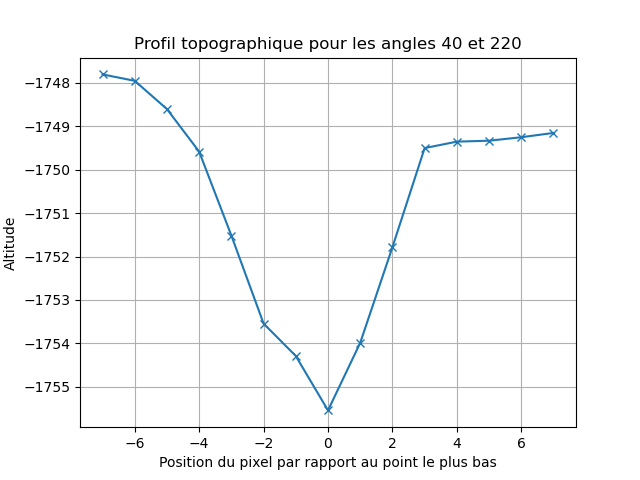 Profil topographique pour les angles 40 et 220
−1748
−1749
−1750
−1751
−1752
−1753
−1754
−1755
Altitude
−6 −4 −2 0 2 4 6
Position du pixel par rapport au point le plus bas